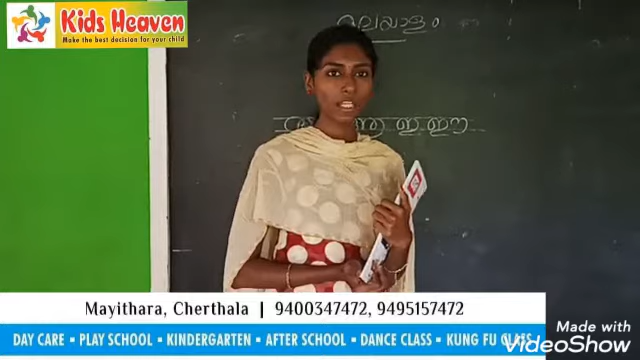 Kids Heaven
Make the best decision for your child
മലയാളം
ഇ ഈ
Mayithara, Cherthala | 9400347472, 9495157472
DAY CARE ▪ PLAY SCHOOL ▪ KINDERGARTEN ▪ AFTER SCHOOL ▪ DANCE CLASS ▪ KUNG FU CLASS
Made with
VideoShow